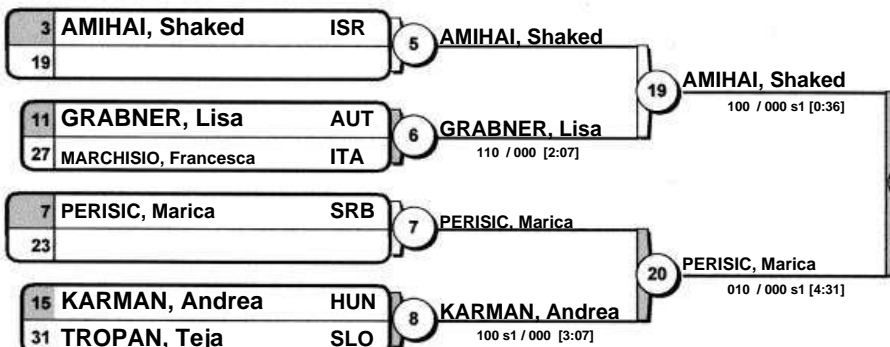 3 AMIHAI, Shaked ISR
19
5 AMIHAI, Shaked
19 AMIHAI, Shaked
100 / 000 s1 [0:36]
11 GRABNER, Lisa AUT
27 MARCHISIO, Francesca ITA
6 GRABNER, Lisa
110 / 000 [2:07]
7 PERISIC, Marica SRB
23
7 PERISIC, Marica
20 PERISIC, Marica
010 / 000 s1 [4:31]
15 KARMAN, Andrea HUN
31 TROPAN, Teja SLO
8 KARMAN, Andrea
100 s1 / 000 [3:07]